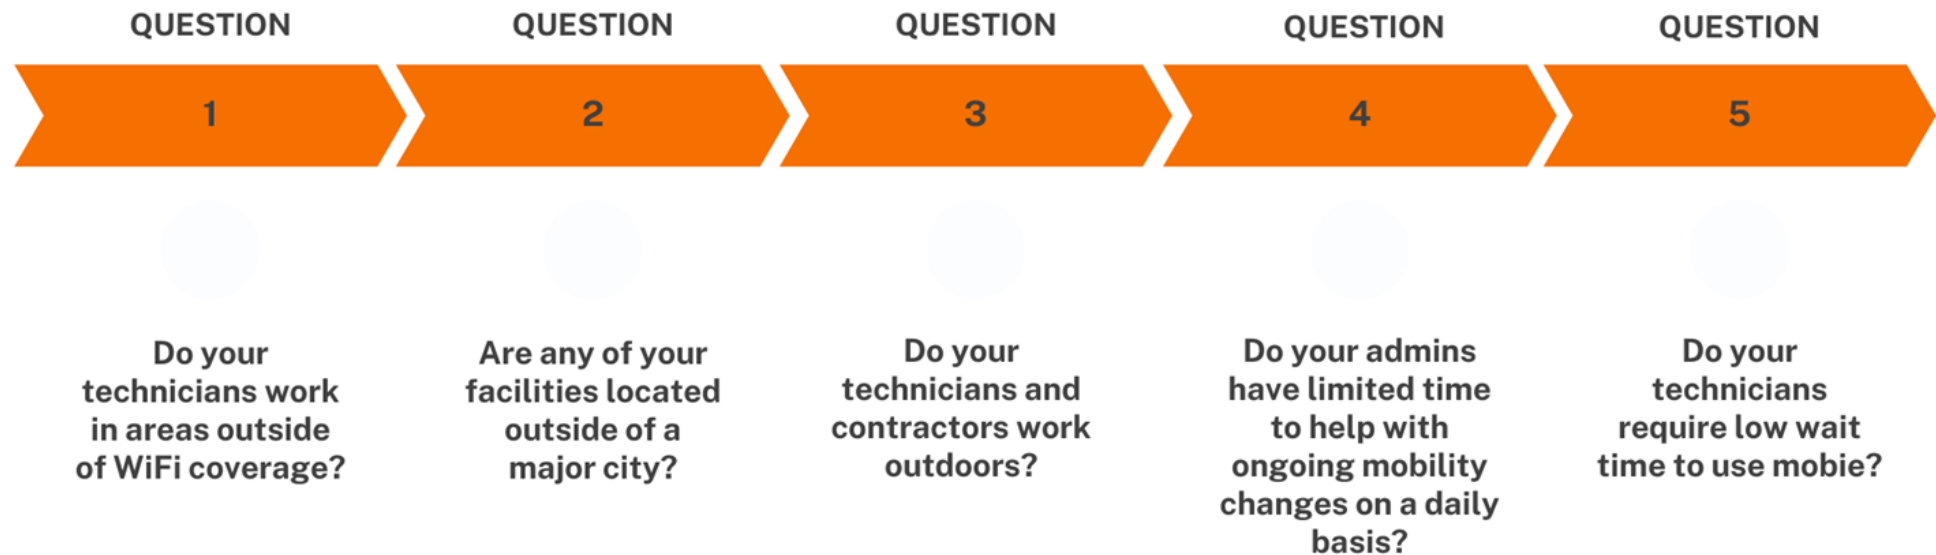 QUESTION
1
Do your
technicians work
in areas outside
of WiFi coverage?
QUESTION
2
Are any of your
facilities located
outside of a
major city?
QUESTION
3
Do your
technicians and
contractors work
outdoors?
QUESTION
4
Do your admins
have limited time
to help with
ongoing mobility
changes on a daily
basis?
QUESTION
5
Do your
technicians
require low wait
time to use mobie?